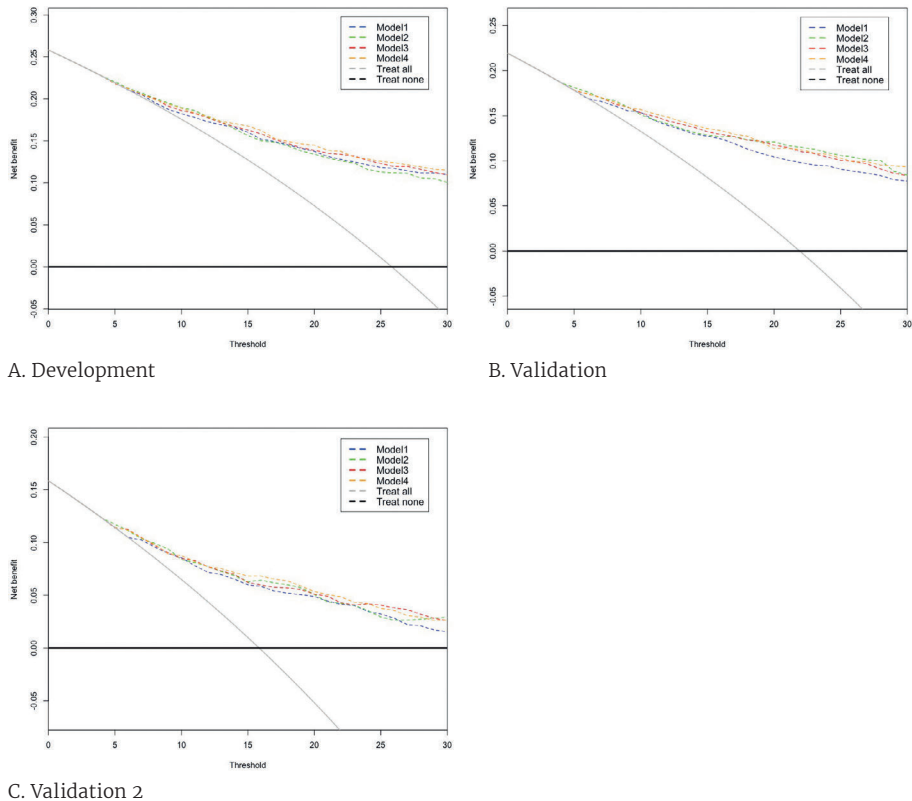 Net benefit
0.30
0.25
0.20
0.15
0.10
0.05
0.00
-0.05
Model1
Model2
Model3
Model4
Treat all
Treat none
0 5 10 15 20 25 30
Threshold
A. Development
Net benefit
0.20
0.15
0.10
0.05
0.00
-0.05
Model1
Model2
Model3
Model4
Treat all
Treat none
0 5 10 15 20 25 30
Threshold
B. Validation
Net benefit
0.20
0.15
0.10
0.05
0.00
-0.05
Model1
Model2
Model3
Model4
Treat all
Treat none
0 5 10 15 20 25 30
Threshold
C. Validation 2